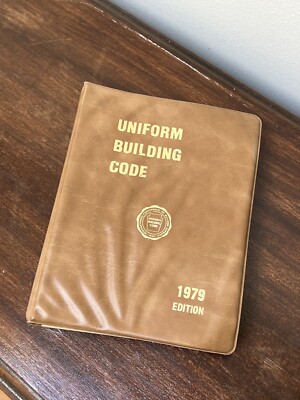 UNIFORM
BUILDING
CODE
1979
EDITION